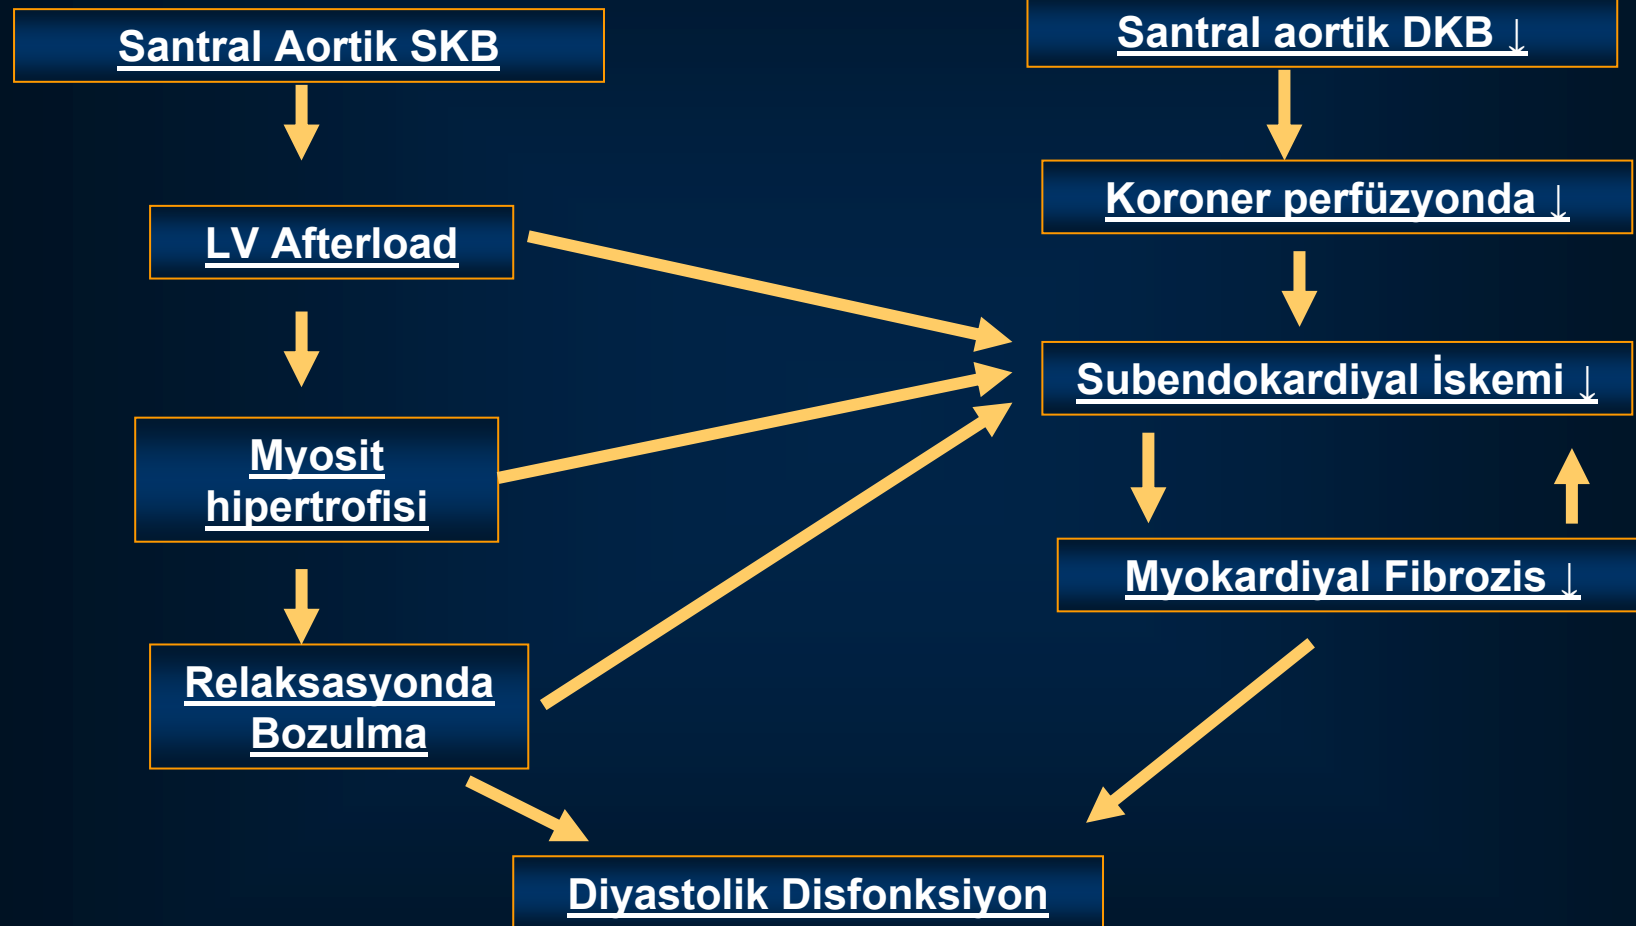 Santral Aortik SKB
Santral aortik DKB ↓
Koroner perfüzyonda ↓
LV Afterload
Subendokardiyal İskemi ↓
Myosit
hipertrofisi
Myokardiyal Fibrozis ↓
Relaksasyonda
Bozulma
Diyastolik Disfonksiyon